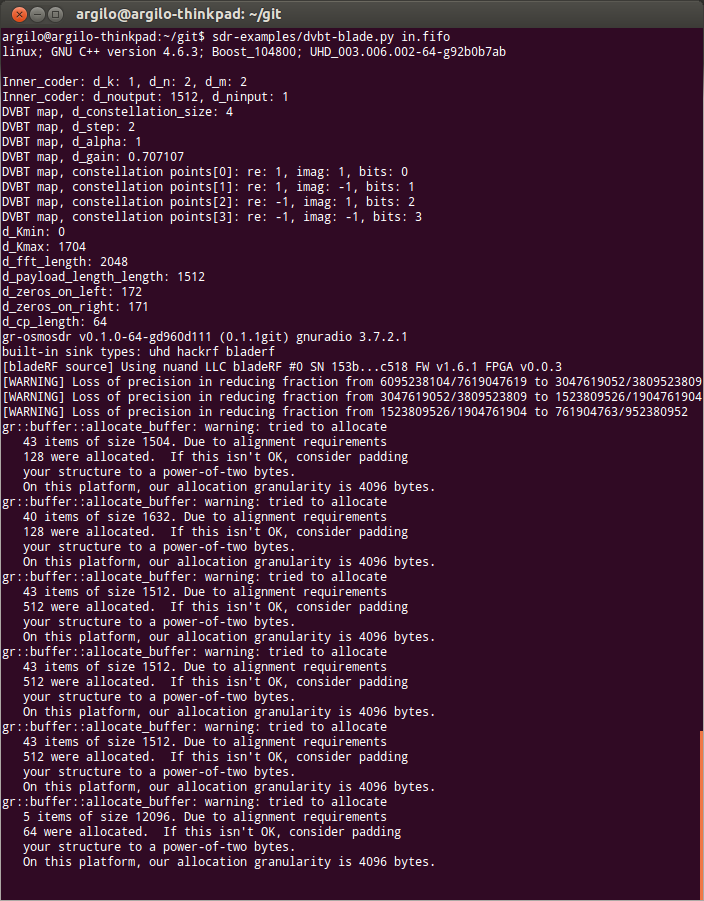 argilo@argilo-thinkpad: ~/git
argilo@argilo-thinkpad:~/git$ sdr-examples/dvbt-blade.py in.fifo
linux; GNU C++ version 4.6.3; Boost_104800; UHD_003.006.002-64-g92b0b7ab
Inner_coder: d_k: 1, d_n: 2, d_m: 2
Inner_coder: d_noutput: 1512, d_ninput: 1
DVBT map, d_constellation_size: 4
DVBT map, d_step: 2
DVBT map, d_alpha: 1
DVBT map, d_gain: 0.707107
DVBT map, constellation points[0]: re: 1, imag: 1, bits: 0
DVBT map, constellation points[1]: re: 1, imag: -1, bits: 1
DVBT map, constellation points[2]: re: -1, imag: 1, bits: 2
DVBT map, constellation points[3]: re: -1, imag: -1, bits: 3
d_Kmin: 0
d_Kmax: 1704
d_fft_length: 2048
d_payload_length_length: 1512
d_zeros_on_left: 172
d_zeros_on_right: 171
d_cp_length: 64
gr-osmosdr v0.1.0-64-gd960d111 (0.1.1git) gnuradio 3.7.2.1
built-in sink types: uhd hackrf bladerf
[bladeRF source] Using nuand LLC bladeRF #0 SN 153b...c518 FW v1.6.1 FPGA v0.0.3
[WARNING] Loss of precision in reducing fraction from 6095238104/7619047619 to 3047619052/3809523809
[WARNING] Loss of precision in reducing fraction from 3047619052/3809523809 to 1523809526/1904761904
[WARNING] Loss of precision in reducing fraction from 1523809526/1904761904 to 761904763/952380952
gr::buffer::allocate_buffer: warning: tried to allocate
43 items of size 1504. Due to alignment requirements
128 were allocated.  If this isn't OK, consider padding
your structure to a power-of-two bytes.
On this platform, our allocation granularity is 4096 bytes.
gr::buffer::allocate_buffer: warning: tried to allocate
40 items of size 1632. Due to alignment requirements
128 were allocated.  If this isn't OK, consider padding
your structure to a power-of-two bytes.
On this platform, our allocation granularity is 4096 bytes.
gr::buffer::allocate_buffer: warning: tried to allocate
43 items of size 1512. Due to alignment requirements
512 were allocated.  If this isn't OK, consider padding
your structure to a power-of-two bytes.
On this platform, our allocation granularity is 4096 bytes.
gr::buffer::allocate_buffer: warning: tried to allocate
43 items of size 1512. Due to alignment requirements
512 were allocated.  If this isn't OK, consider padding
your structure to a power-of-two bytes.
On this platform, our allocation granularity is 4096 bytes.
gr::buffer::allocate_buffer: warning: tried to allocate
43 items of size 1512. Due to alignment requirements
512 were allocated.  If this isn't OK, consider padding
your structure to a power-of-two bytes.
On this platform, our allocation granularity is 4096 bytes.
gr::buffer::allocate_buffer: warning: tried to allocate
5 items of size 12096. Due to alignment requirements
64 were allocated.  If this isn't OK, consider padding
your structure to a power-of-two bytes.
On this platform, our allocation granularity is 4096 bytes.